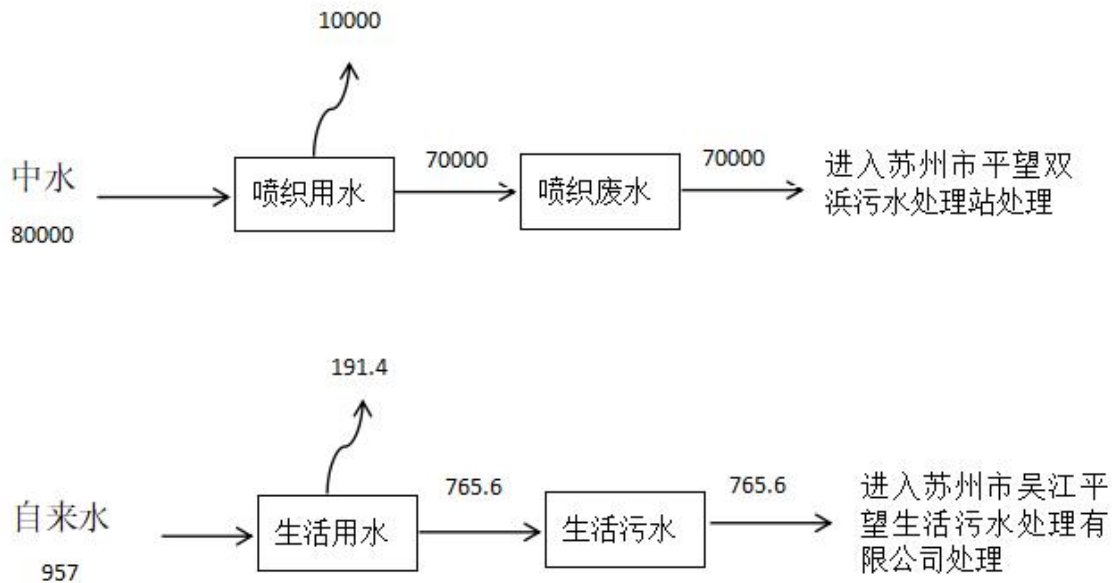 10000
中水
80000
喷织用水
70000
喷织废水
70000
进入苏州市平望双
浜污水处理站处理
191.4
自来水
957
生活用水
765.6
生活污水
765.6
进入苏州市吴江平
望生活污水处理有
限公司处理